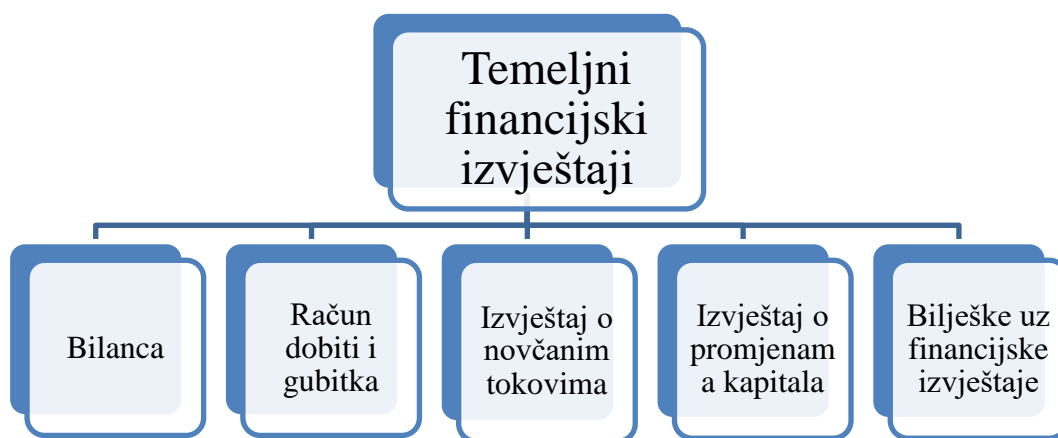 Temeljni
financijski
izvještaji
Bilanca
Račun
dobiti i
gubitka
Izvještaj o
novčanim
tokovima
Izvještaj o
promjenam
a kapitala
Bilješke uz
financijske
izvještaje